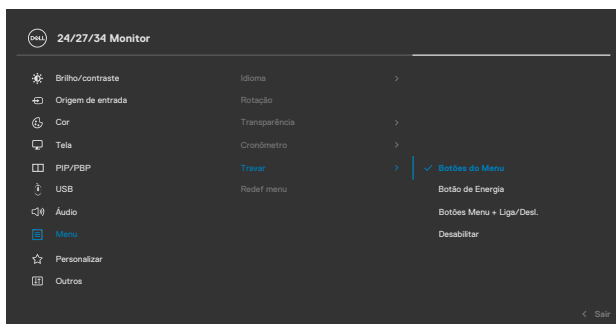 DELL
24/27/34 Monitor
Brilho/contraste
Idioma
Origem de entrada
Rotação
Cor
Transparência
Tela
Cronômetro
PIP/PBP
Travar
Botões do Menu
USB
Redef menu
Botão de Energia
Áudio
Botões Menu + Liga/Desl.
Menu
Desabilitar
Personalizar
Outros
Sair